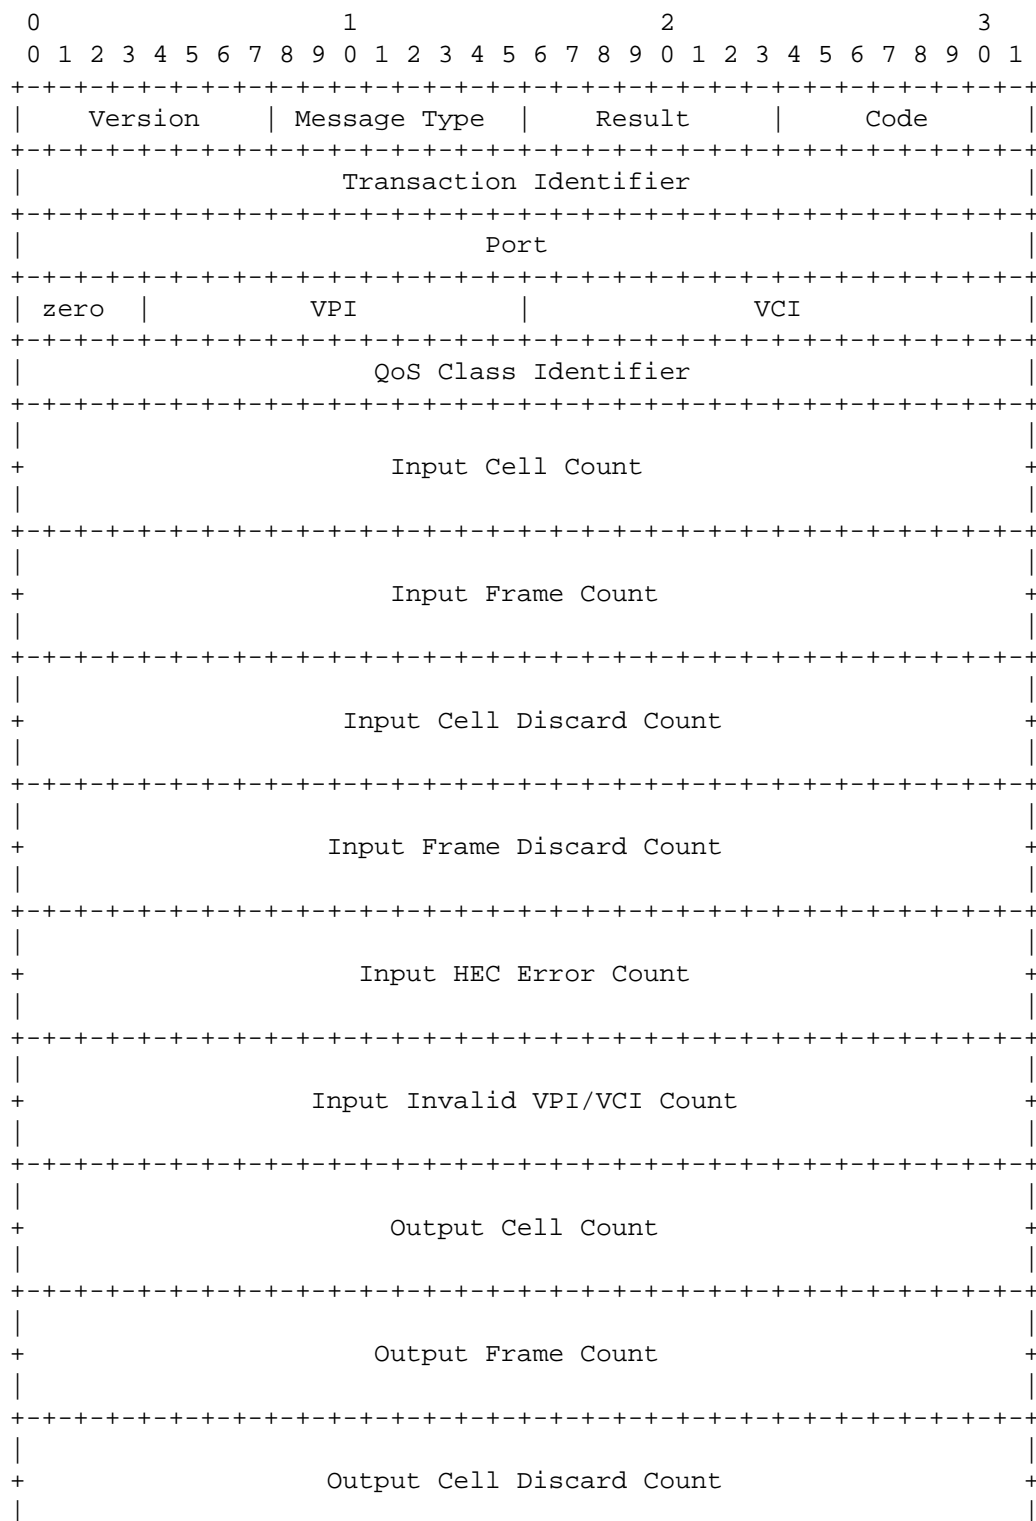 0                   1                   2                   3
 0 1 2 3 4 5 6 7 8 9 0 1 2 3 4 5 6 7 8 9 0 1 2 3 4 5 6 7 8 9 0 1
+-+-+-+-+-+-+-+-+-+-+-+-+-+-+-+-+-+-+-+-+-+-+-+-+-+-+-+-+-+-+-+-+
|    Version    | Message Type  |    Result     |     Code      |
+-+-+-+-+-+-+-+-+-+-+-+-+-+-+-+-+-+-+-+-+-+-+-+-+-+-+-+-+-+-+-+-+
|                    Transaction Identifier                     |
+-+-+-+-+-+-+-+-+-+-+-+-+-+-+-+-+-+-+-+-+-+-+-+-+-+-+-+-+-+-+-+-+
|                             Port                              |
+-+-+-+-+-+-+-+-+-+-+-+-+-+-+-+-+-+-+-+-+-+-+-+-+-+-+-+-+-+-+-+-+
| zero  |          VPI          |              VCI              |
+-+-+-+-+-+-+-+-+-+-+-+-+-+-+-+-+-+-+-+-+-+-+-+-+-+-+-+-+-+-+-+-+
|                      QoS Class Identifier                     |
+-+-+-+-+-+-+-+-+-+-+-+-+-+-+-+-+-+-+-+-+-+-+-+-+-+-+-+-+-+-+-+-+
|                                                               |
+                       Input Cell Count                        +
|                                                               |
+-+-+-+-+-+-+-+-+-+-+-+-+-+-+-+-+-+-+-+-+-+-+-+-+-+-+-+-+-+-+-+-+
|                                                               |
+                       Input Frame Count                       +
|                                                               |
+-+-+-+-+-+-+-+-+-+-+-+-+-+-+-+-+-+-+-+-+-+-+-+-+-+-+-+-+-+-+-+-+
|                                                               |
+                    Input Cell Discard Count                   +
|                                                               |
+-+-+-+-+-+-+-+-+-+-+-+-+-+-+-+-+-+-+-+-+-+-+-+-+-+-+-+-+-+-+-+-+
|                                                               |
+                   Input Frame Discard Count                   +
|                                                               |
+-+-+-+-+-+-+-+-+-+-+-+-+-+-+-+-+-+-+-+-+-+-+-+-+-+-+-+-+-+-+-+-+
|                                                               |
+                     Input HEC Error Count                     +
|                                                               |
+-+-+-+-+-+-+-+-+-+-+-+-+-+-+-+-+-+-+-+-+-+-+-+-+-+-+-+-+-+-+-+-+
|                                                               |
+                  Input Invalid VPI/VCI Count                  +
|                                                               |
+-+-+-+-+-+-+-+-+-+-+-+-+-+-+-+-+-+-+-+-+-+-+-+-+-+-+-+-+-+-+-+-+
|                                                               |
+                       Output Cell Count                       +
|                                                               |
+-+-+-+-+-+-+-+-+-+-+-+-+-+-+-+-+-+-+-+-+-+-+-+-+-+-+-+-+-+-+-+-+
|                                                               |
+                      Output Frame Count                       +
|                                                               |
+-+-+-+-+-+-+-+-+-+-+-+-+-+-+-+-+-+-+-+-+-+-+-+-+-+-+-+-+-+-+-+-+
|                                                               |
+                   Output Cell Discard Count                   +
|                                                               |